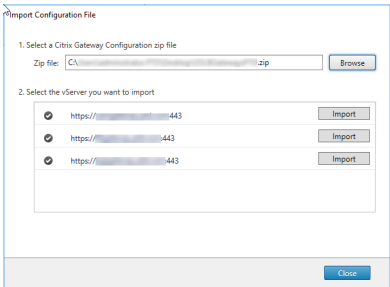 Import Configuration File
1. Select a Citrix Gateway Configuration zip file
Zip file: C:\ .zip Browse
2. Select the vServer you want to import
https:// 443 Import
https:// 443 Import
https:// :443 Import
Close